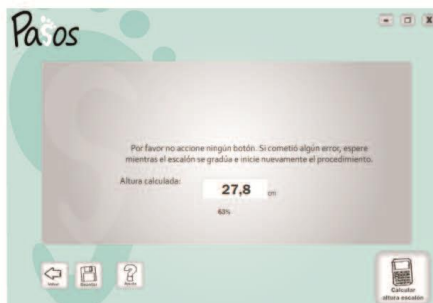 Pasos
Por favor no accione ningún botón. Si cometió algún error, espere
mientras el escalón se gradúa e inicie nuevamente el procedimiento.
Altura calculada:
27,8 cm
63%
Calcular
altura escalón